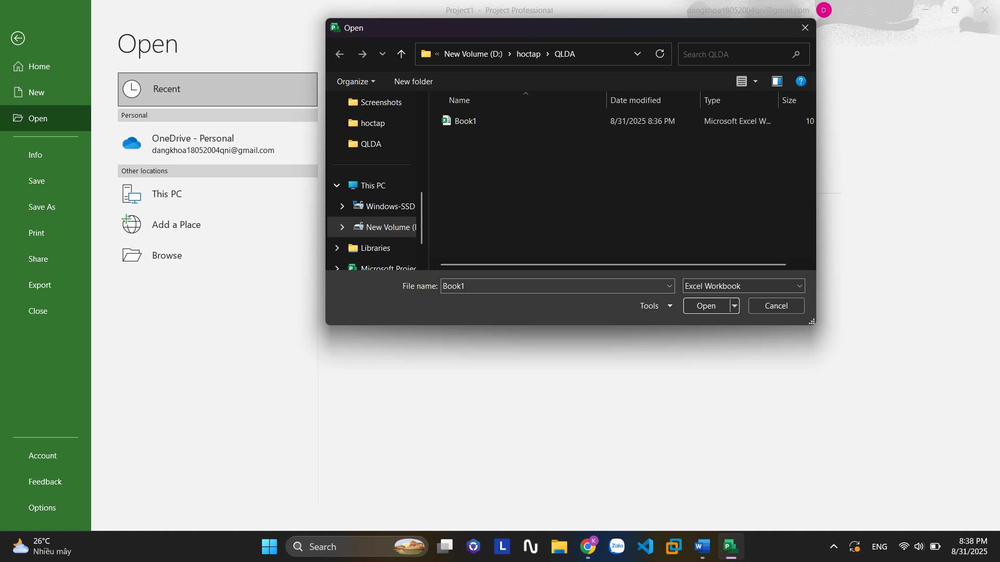 Project1 - Project Professional
dangkhoa18052004qni@gmail.com
D
Home
New
Open
Info
Save
Save As
Print
Share
Export
Close
Account
Feedback
Options
Open
Recent
Personal
OneDrive - Personal
dangkhoa18052004qni@gmail.com
Other locations
This PC
Add a Place
Browse
Open
« New Volume (D:) › hoctap › QLDA
Search QLDA
Organize
New folder
Screenshots
hoctap
QLDA
This PC
Windows-SSD
New Volume (
Libraries
Microsoft Projec
Name Date modified Type Size
Book1 8/31/2025 8:36 PM Microsoft Excel W... 10
File name: Book1
Excel Workbook
Tools
Open
Cancel
26°C
Nhiều mây
Search
L
K
Zalo
W
P
ENG
8:38 PM
8/31/2025